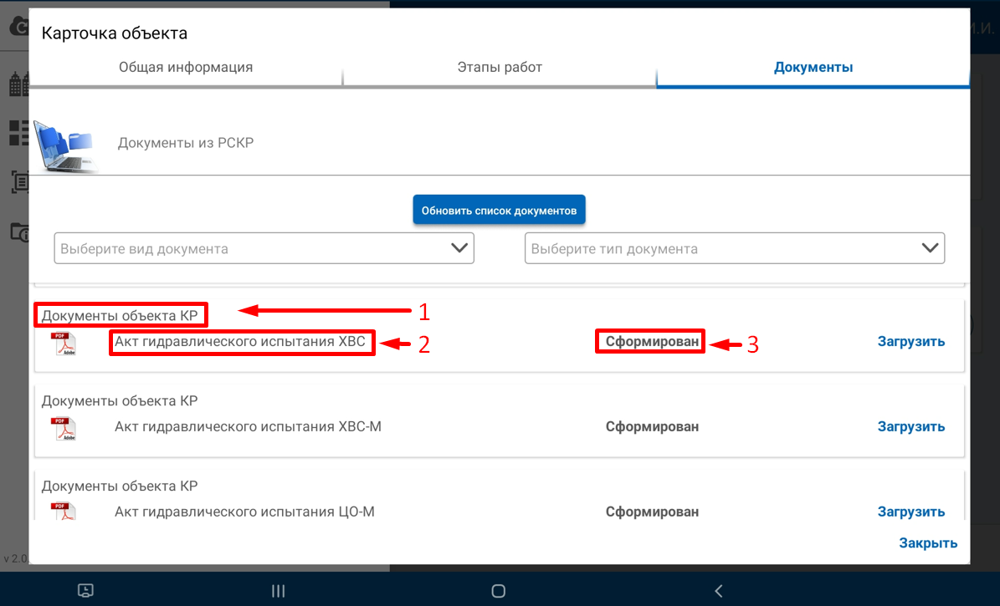 Карточка объекта
И.И.
Общая информация
Этапы работ
Документы
Документы из РСКР
Обновить список документов
Выберите вид документа
Выберите тип документа
Документы объекта КР
1
PDF
Adobe
Акт гидравлического испытания ХВС
2
Сформирован
3
Загрузить
Документы объекта КР
PDF
Adobe
Акт гидравлического испытания ХВС-М
Сформирован
Загрузить
Документы объекта КР
PDF
Акт гидравлического испытания ЦО-М
Сформирован
Загрузить
Закрыть
v 2.0.